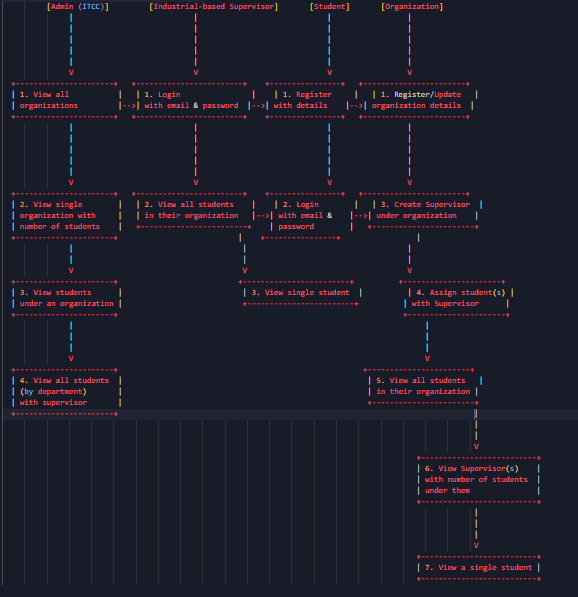 [Admin (ITCC)] [Industrial-based Supervisor] [Student] [Organization]
1. View all organizations
1. Login with email & password
1. Register with details
1. Register/Update organization details
2. View single organization with number of students
2. View all students in their organization
2. Login with email & password
3. Create Supervisor under organization
3. View students under an organization
3. View single student
4. Assign student(s) with Supervisor
4. View all students (by department) with supervisor
5. View all students in their organization
6. View Supervisor(s) with number of students under them
7. View a single student